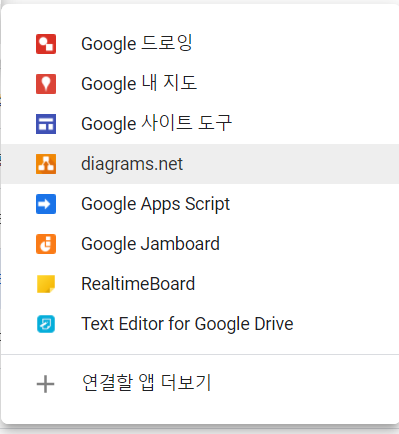 Google 드로잉
Google 내 지도
Google 사이트 도구
diagrams.net
Google Apps Script
Google Jamboard
RealtimeBoard
Text Editor for Google Drive
연결할 앱 더보기